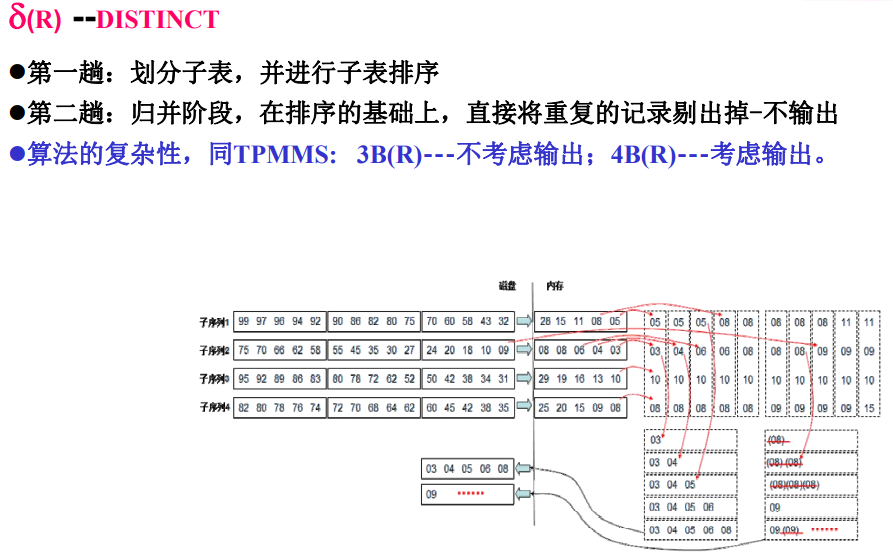 δ(R) --DISTINCT
●第一趟：划分子表，并进行子表排序
●第二趟：归并阶段，在排序的基础上，直接将重复的记录剔出掉-不输出
●算法的复杂性，同TPMMS: 3B(R)---不考虑输出；4B(R)---考虑输出。
磁盘 内存
子序列1 99 97 96 94 92 90 86 82 80 75 70 60 58 43 32 28 15 11 08 05 05 05 05 08 08 08 08 08 11 11
子序列2 75 70 66 62 58 55 45 35 30 27 24 20 18 10 09 08 08 05 04 03 03 04 06 06 08 08 08 09 09 09
子序列3 95 92 89 86 83 80 78 72 62 52 50 42 38 34 31 29 19 16 13 10 10 10 10 10 10 10 10 10 10 10
子序列4 82 80 78 76 74 72 70 68 64 62 60 45 42 38 35 25 20 15 09 08 08 08 08 08 08 09 09 09 09 15
03 (08)
03 04 (08) (08)
03 04 05 06 08 03 04 05 (08)(08)(08)
09 •••••• 03 04 05 06 09
03 04 05 06 08 09 (09) ••••••